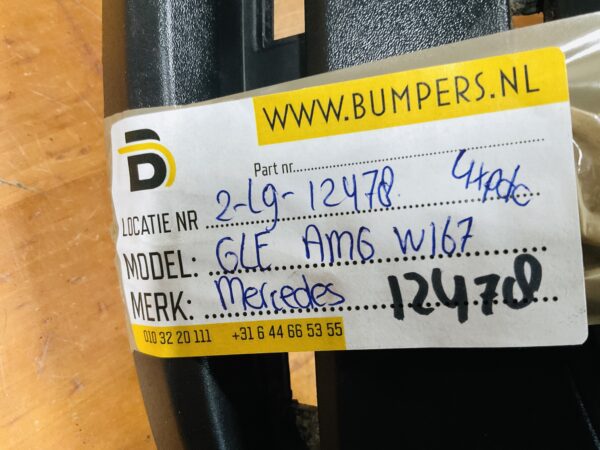 WWW.BUMPERS.NL
Part nr
LOCATIE NR 2-Lg-12478 4xPdc
MODEL: GLE AMG W167
MERK: Mercedes 12478
010 32 20 111 +31 6 44 66 53 55